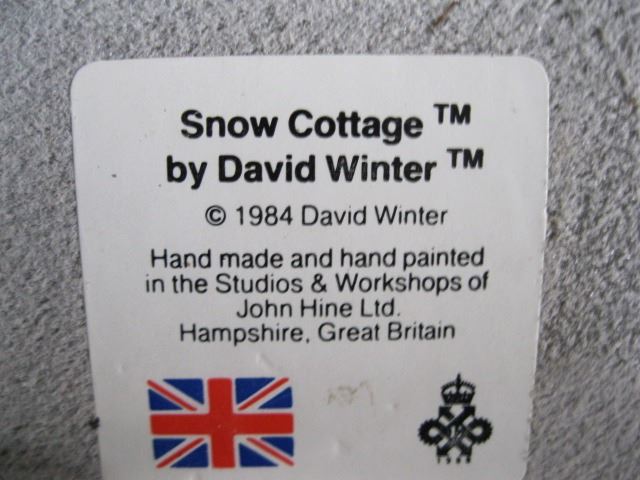 Snow Cottage ™
by David Winter ™
© 1984 David Winter
Hand made and hand painted
in the Studios & Workshops of
John Hine Ltd.
Hampshire, Great Britain